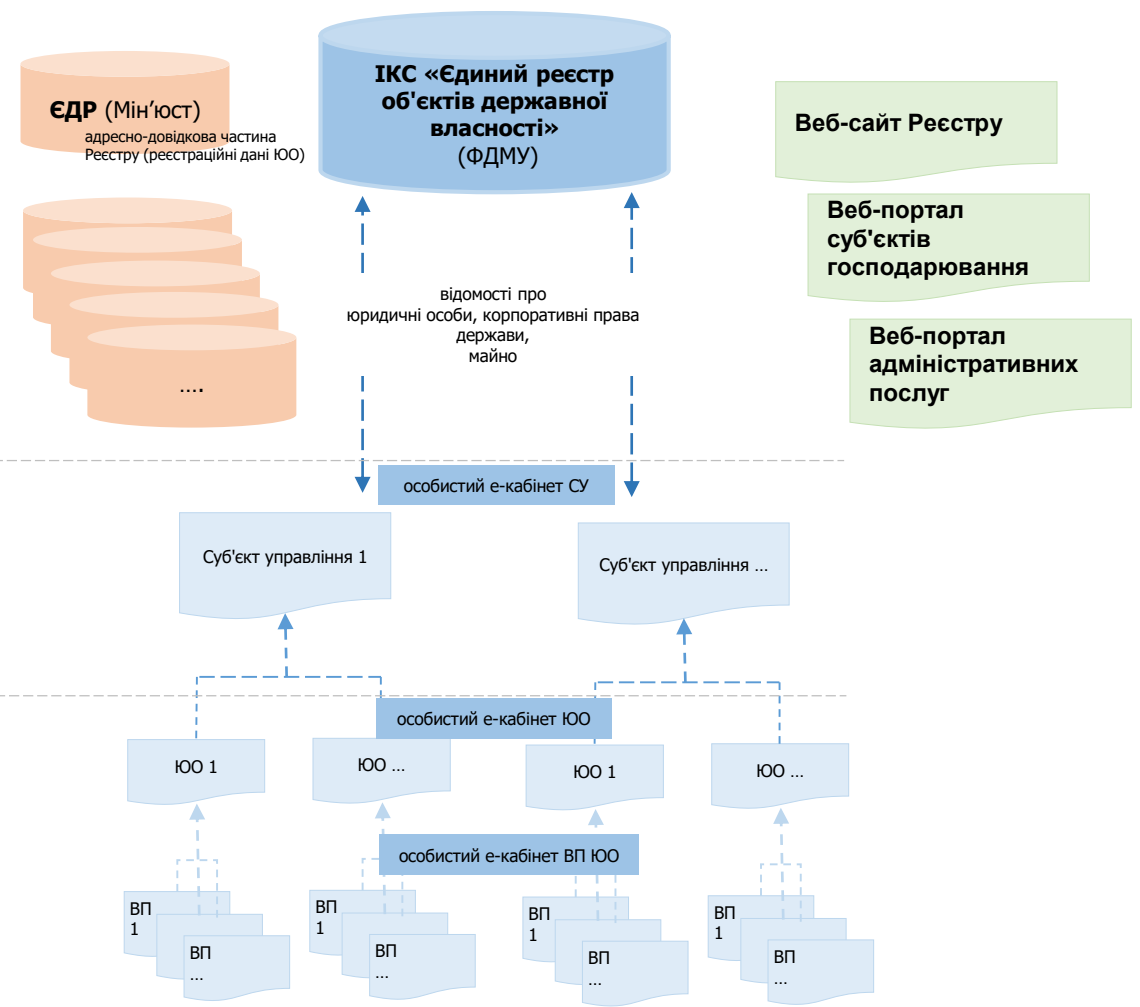 ІКС «Єдиний реєстр
об'єктів державної
власності»
(ФДМУ)
ЄДР (Мін’юст)
адресно-довідкова частина
Реєстру (реєстраційні дані ЮО)
….
відомості про
юридичні особи, корпоративні права
держави,
майно
Веб-сайт Реєстру
Веб-портал
суб'єктів
господарювання
Веб-портал
адміністративних
послуг
особистий е-кабінет СУ
Суб'єкт управління 1
Суб'єкт управління …
особистий е-кабінет ЮО
ЮО 1
ЮО …
ЮО 1
ЮО …
особистий е-кабінет ВП ЮО
ВП
1
ВП
…
ВП
1
ВП
…
ВП
1
ВП
…
ВП
1
ВП
…